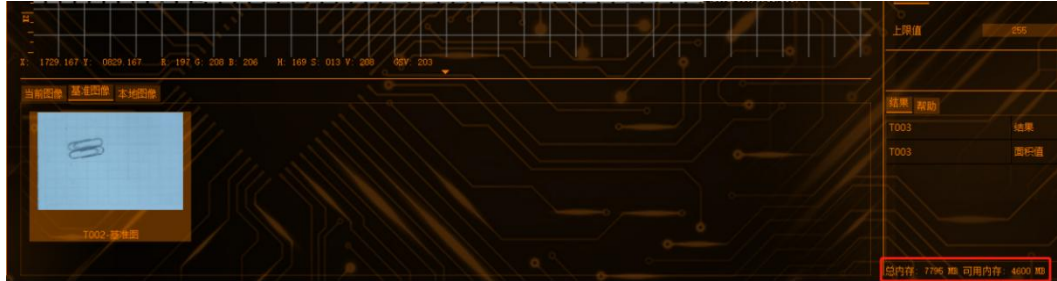 上限值 255
X: 1729.167 Y: 0829.167 R: 197 G: 208 B: 206 H: 169 S: 013 V: 208 GSV: 203
当前图像 基准图像 本地图像
结果 帮助
T003 结果
T003 面积值
T002-基准图
总内存: 7795 MB 可用内存: 4600 MB